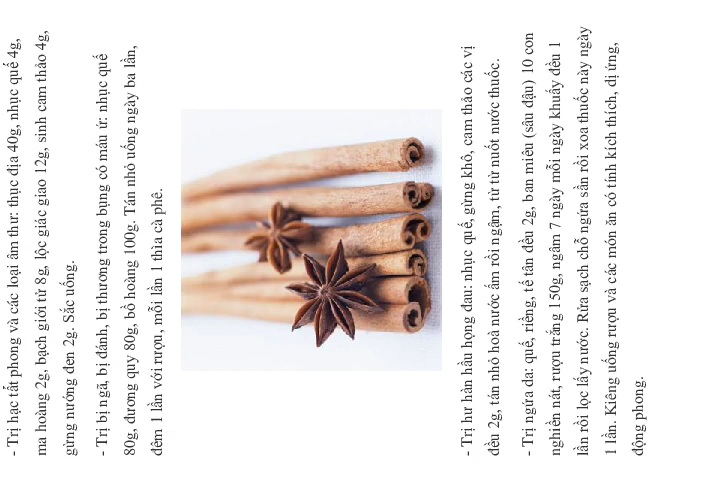 - Trị hạc tất phong và các loại âm thư: thục địa 40g, nhục quế 4g,
ma hoàng 2g, bạch giới tử 8g, lộc giác giao 12g, sinh cam thảo 4g,
gừng nướng đen 2g. Sắc uống.
- Trị bị ngã, bị đánh, bị thương trong bụng có máu ứ: nhục quế
80g, đương quy 80g, bồ hoàng 100g. Tán nhỏ uống ngày ba lần,
đêm 1 lần với rượu, mỗi lần 1 thìa cà phê.
- Trị hư hàn hầu họng đau: nhục quế, gừng khô, cam thảo các vị
đều 2g, tán nhỏ hoà nước ấm rồi ngậm, từ từ nuốt nước thuốc.
- Trị ngứa da: quế, riềng, tế tân đều 2g, ban miêu (sâu đậu) 10 con
nghiền nát, rượu trắng 150g, ngâm 7 ngày mỗi ngày khuấy đều 1
lần rồi lọc lấy nước. Rửa sạch chỗ ngứa sần rồi xoa thuốc này ngày
1 lần. Kiêng uống rượu và các món ăn có tính kích thích, dị ứng,
động phong.